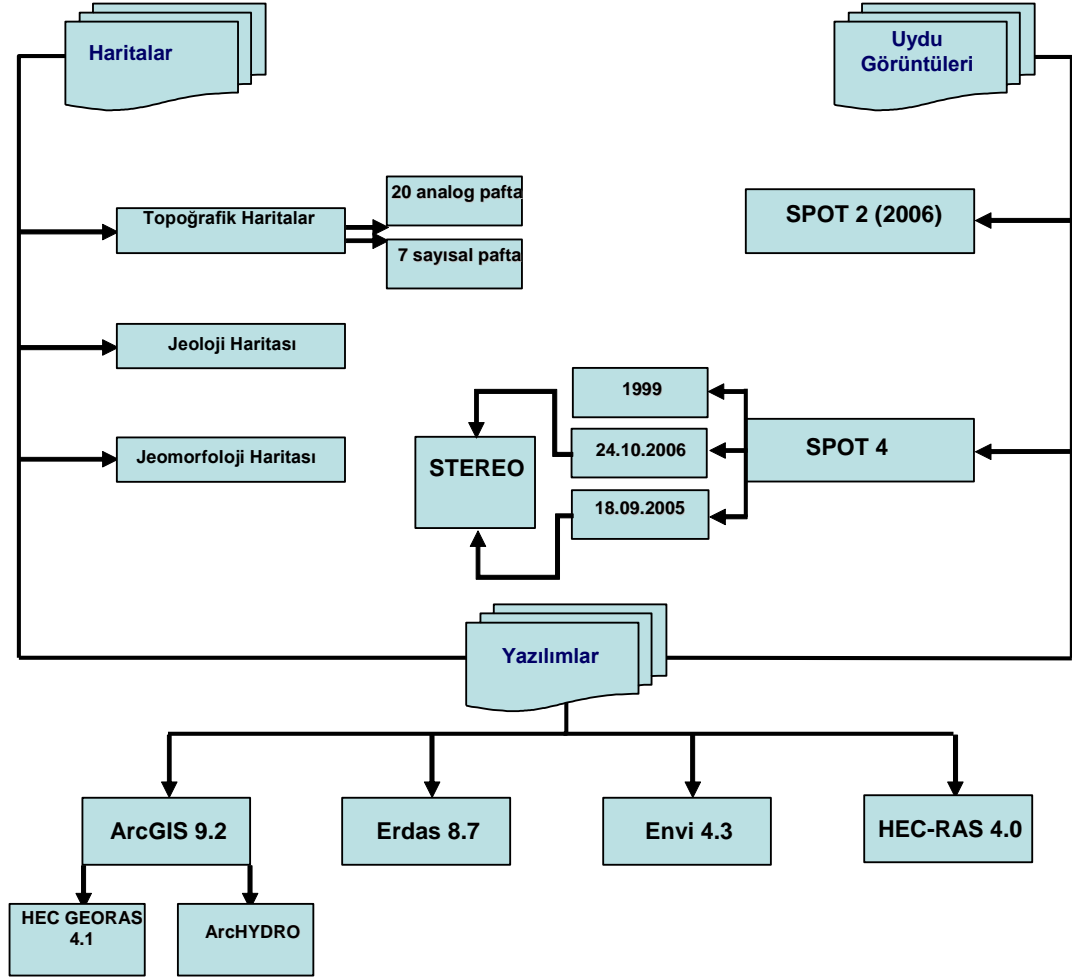 Haritalar
Uydu
Görüntüleri
20 analog pafta
Topoğrafik Haritalar
7 sayısal pafta
SPOT 2 (2006)
Jeoloji Haritası
1999
Jeomorfoloji Haritası
STEREO
24.10.2006
SPOT 4
18.09.2005
Yazılımlar
ArcGIS 9.2
Erdas 8.7
Envi 4.3
HEC-RAS 4.0
HEC GEORAS
4.1
ArcHYDRO